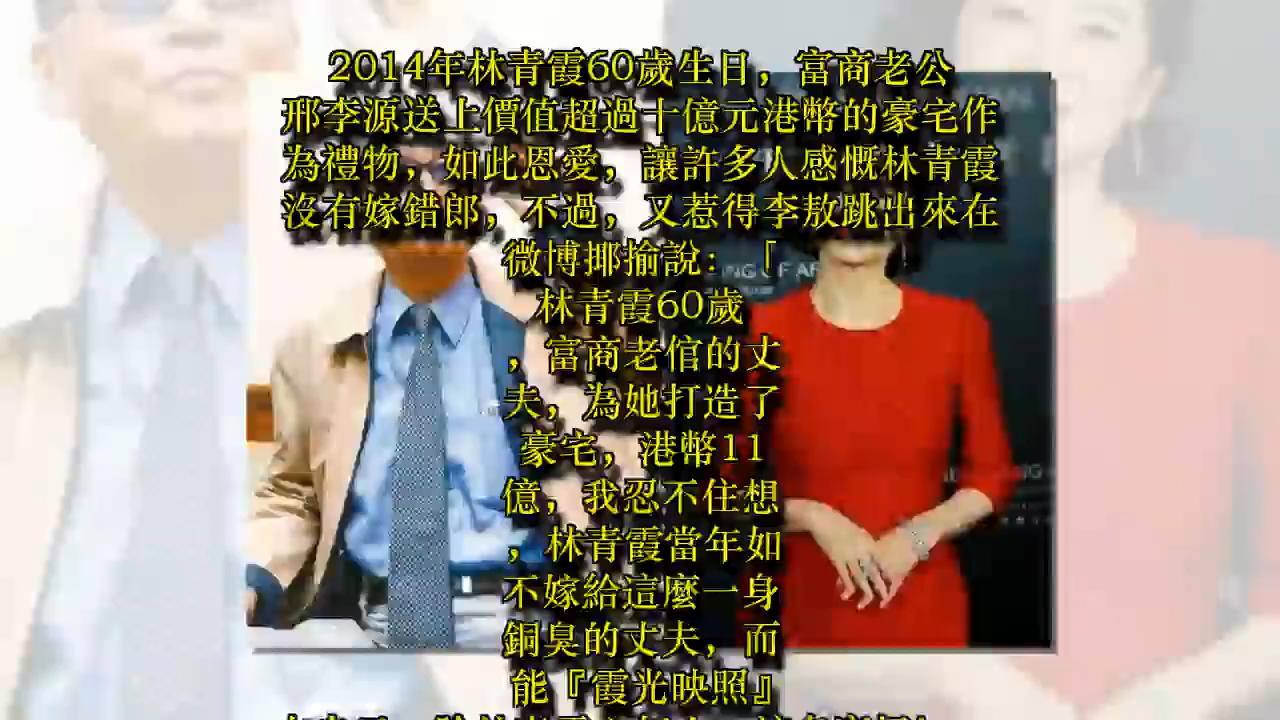 2014年林青霞60歲生日，富商老公
邢李源送上價值超過十億元港幣的豪宅作
為禮物，如此恩愛，讓許多人感慨林青霞
沒有嫁錯郎，不過，又惹得李敖跳出來在
微博揶揄說：「
林青霞60歲
，富商老倌的丈
夫，為她打造了
豪宅，港幣11
億，我忍不住想
，林青霞當年如
不嫁給這麼一身
銅臭的丈夫，而
能『霞光映照』